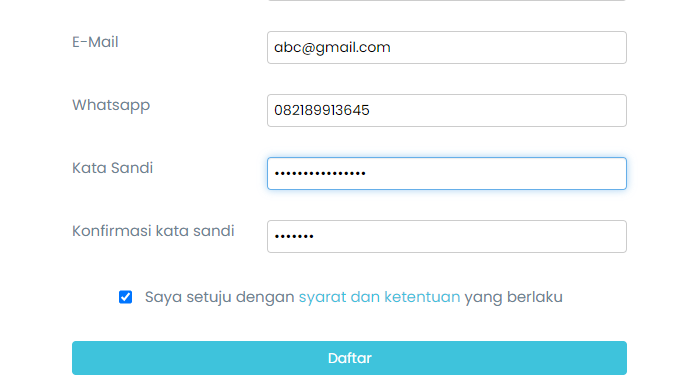 E-Mail
abc@gmail.com
Whatsapp
082189913645
Kata Sandi
••••••••••••••••
Konfirmasi kata sandi
•••••••
Saya setuju dengan syarat dan ketentuan yang berlaku
Daftar